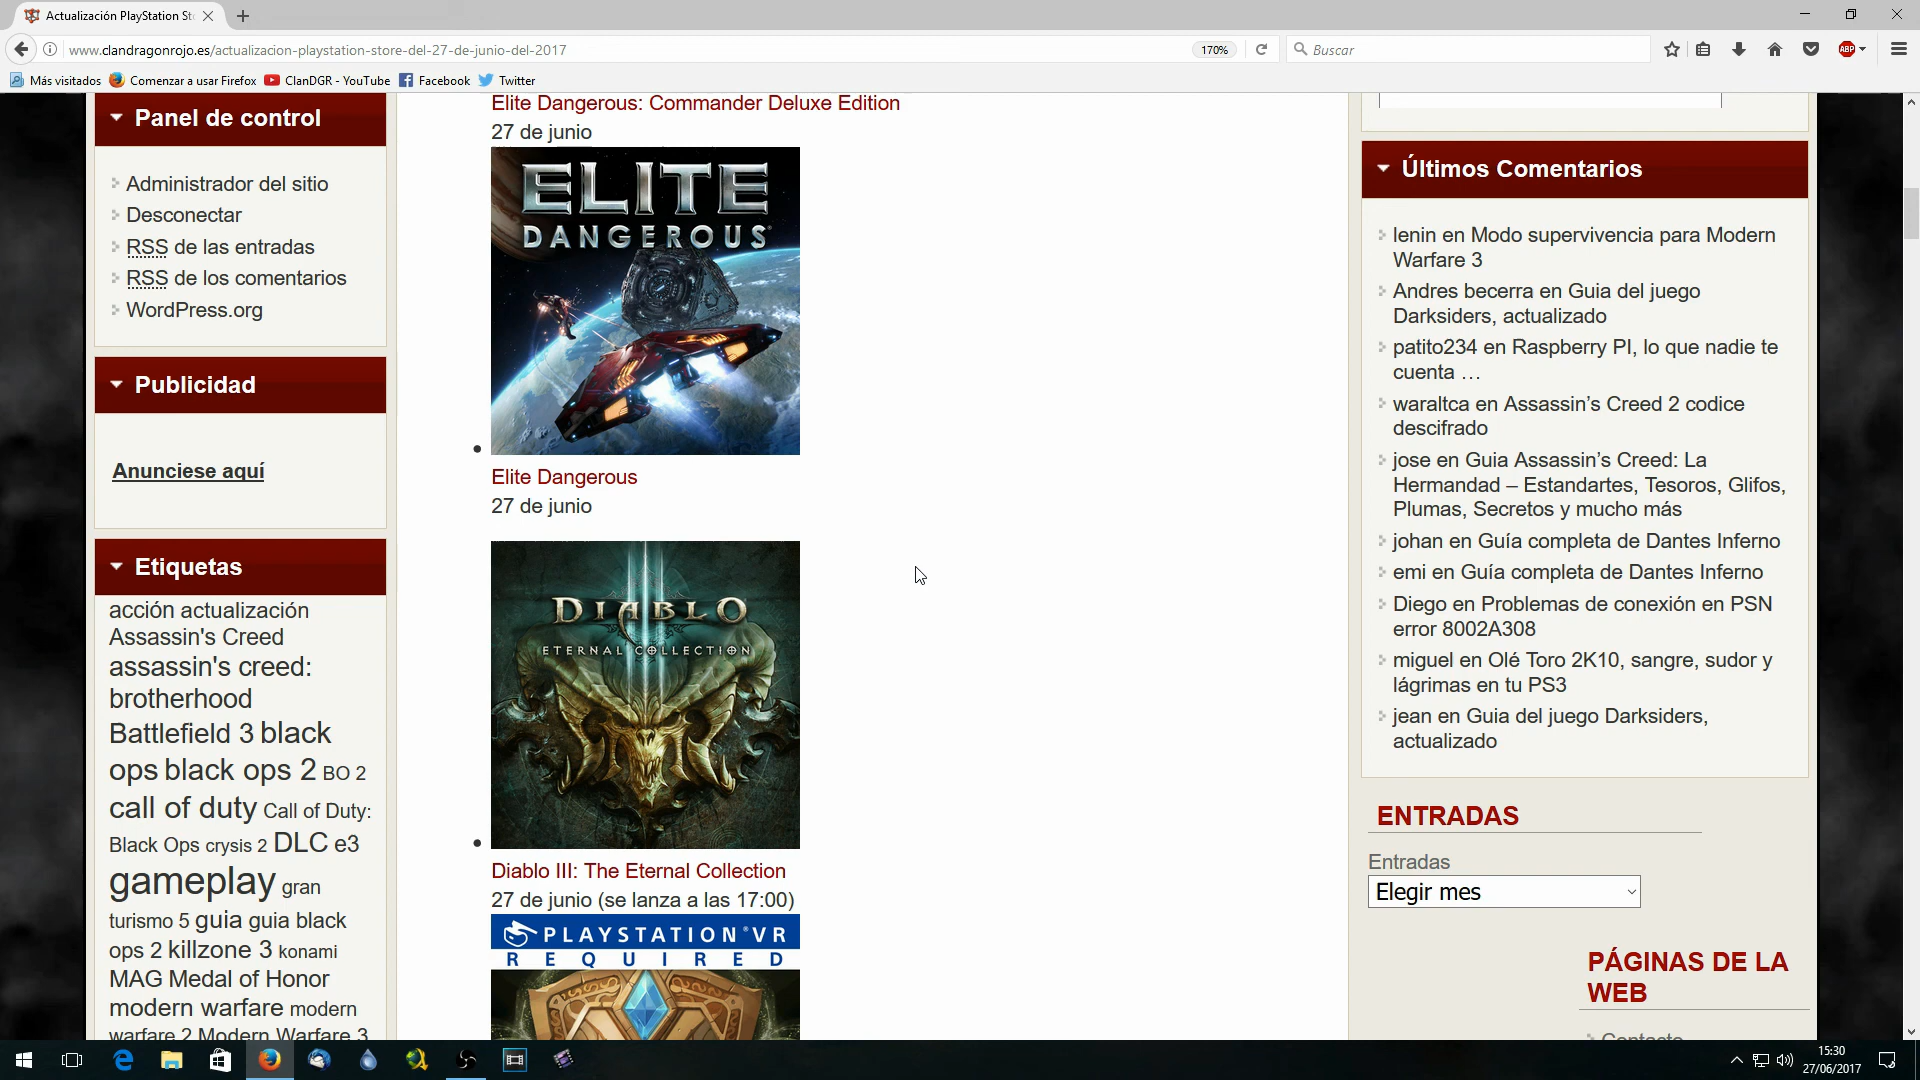 Actualización PlayStation St
www.clandragonrojo.es/actualizacion-playstation-store-del-27-de-junio-del-2017
170%
Buscar
ABP
Más visitados
Comenzar a usar Firefox
ClanDGR - YouTube
Facebook
Twitter
Panel de control
Administrador del sitio
Desconectar
RSS de las entradas
RSS de los comentarios
WordPress.org
Publicidad
Anunciese aquí
Etiquetas
acción actualización
Assassin's Creed
assassin's creed:
brotherhood
Battlefield 3 black
ops black ops 2 BO 2
call of duty Call of Duty:
Black Ops crysis 2 DLC e3
gameplay gran
turismo 5 guia guia black
ops 2 killzone 3 konami
MAG Medal of Honor
modern warfare modern
warfare 2 Modern Warfare 3
Elite Dangerous: Commander Deluxe Edition
27 de junio
ELITE
DANGEROUS
Elite Dangerous
27 de junio
DIABLO
ETERNAL COLLECTION
Diablo III: The Eternal Collection
27 de junio (se lanza a las 17:00)
PLAYSTATION®VR
REQUIRED
Últimos Comentarios
lenin en Modo supervivencia para Modern
Warfare 3
Andres becerra en Guia del juego
Darksiders, actualizado
patito234 en Raspberry PI, lo que nadie te
cuenta …
waraltca en Assassin’s Creed 2 codice
descifrado
jose en Guia Assassin’s Creed: La
Hermandad – Estandartes, Tesoros, Glifos,
Plumas, Secretos y mucho más
johan en Guía completa de Dantes Inferno
emi en Guía completa de Dantes Inferno
Diego en Problemas de conexión en PSN
error 8002A308
miguel en Olé Toro 2K10, sangre, sudor y
lágrimas en tu PS3
jean en Guia del juego Darksiders,
actualizado
ENTRADAS
Entradas
Elegir mes
PÁGINAS DE LA
WEB
Contacto
15:30
27/06/2017